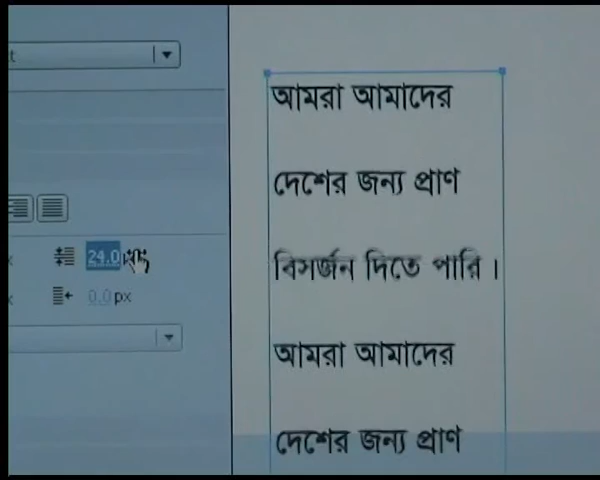 t
24.0
0.0 px
আমরা আমাদের
দেশের জন্য প্রাণ
বিসর্জন দিতে পারি ।
আমরা আমাদের
দেশের জন্য প্রাণ